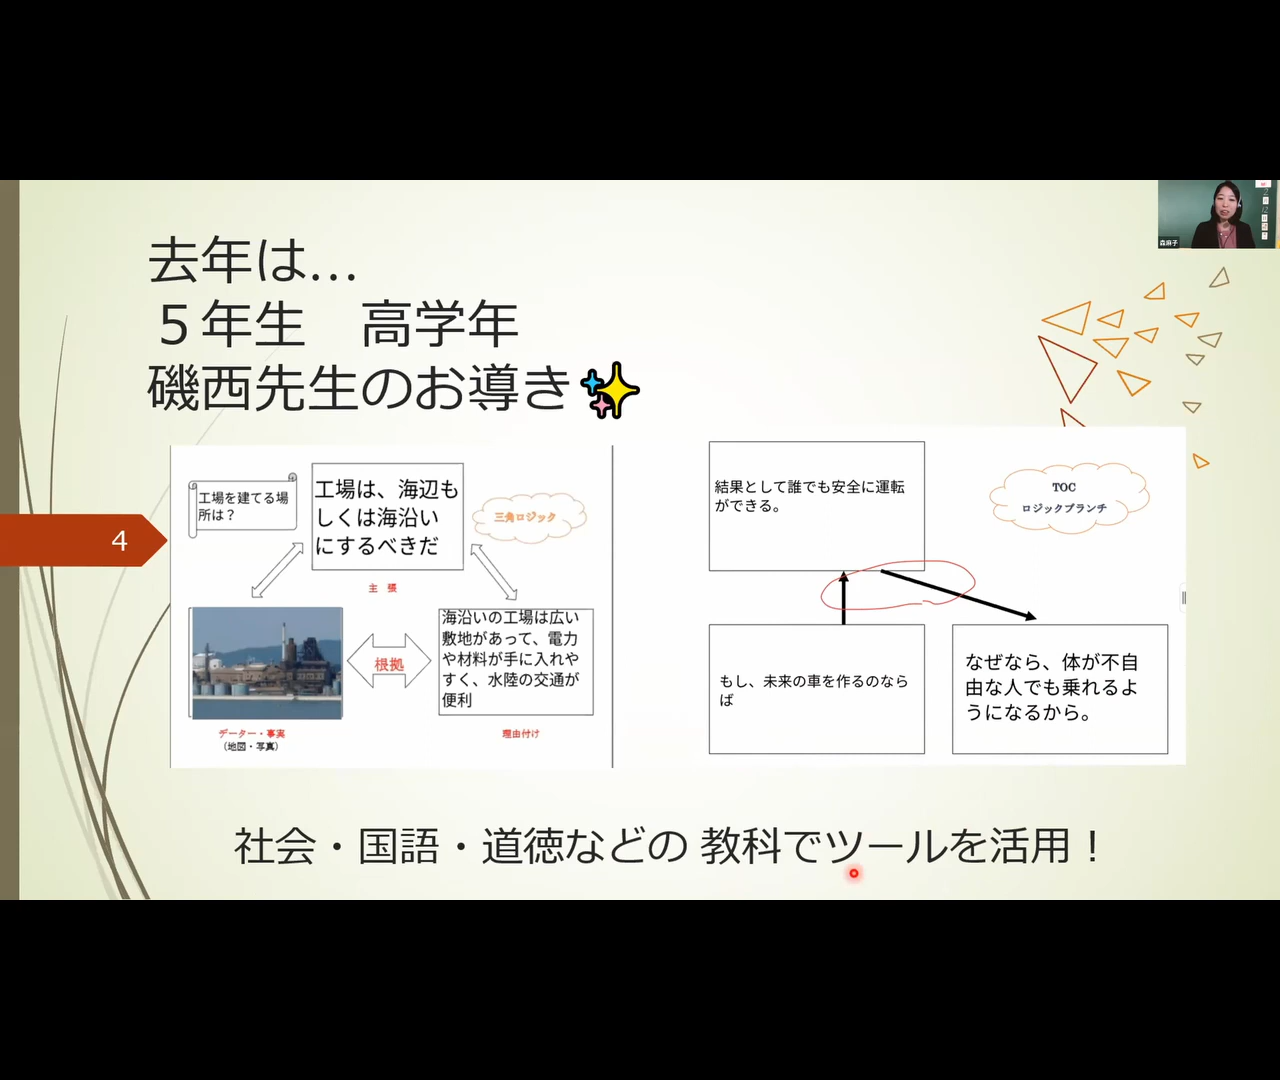 去年は…
５年生　高学年
磯西先生のお導き
4
森麻子
工場を建てる場
所は？
工場は、海辺も
しくは海沿い
にするべきだ
三角ロジック
主 張
根拠
海沿いの工場は広い
敷地があって、電力
や材料が手に入れや
すく、水陸の交通が
便利
データー・事実
（地図・写真）
理由付け
結果として誰でも安全に運転
ができる。
TOC
ロジックブランチ
もし、未来の車を作るのなら
ば
なぜなら、体が不自
由な人でも乗れるよ
うになるから。
社会・国語・道徳などの 教科でツールを活用！